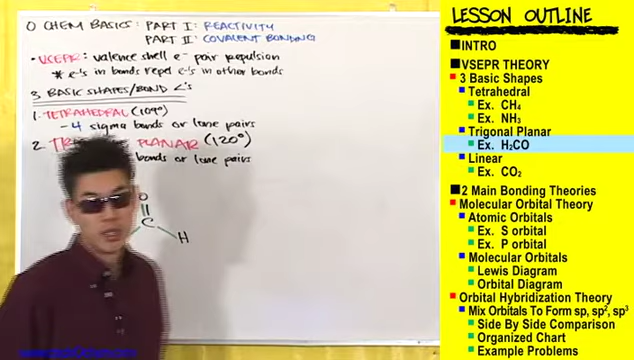 O CHEM BASICS: PART I: REACTIVITY
PART II: COVALENT BONDING
• VSEPR: valence shell e⁻ pair repulsion
* e⁻'s in bonds repel e⁻'s in other bonds
3 BASIC SHAPES/BOND ∠'s
1. TETRAHEDRAL (109°)
- 4 sigma bonds or lone pairs
2. PLANAR (120°)
bonds or lone pairs
O
C
H
LESSON OUTLINE
INTRO
VSEPR THEORY
3 Basic Shapes
Tetrahedral
Ex. CH₄
Ex. NH₃
Trigonal Planar
Ex. H₂CO
Linear
Ex. CO₂
2 Main Bonding Theories
Molecular Orbital Theory
Atomic Orbitals
Ex. S orbital
Ex. P orbital
Molecular Orbitals
Lewis Diagram
Orbital Diagram
Orbital Hybridization Theory
Mix Orbitals To Form sp, sp², sp³
Side By Side Comparison
Organized Chart
Example Problems